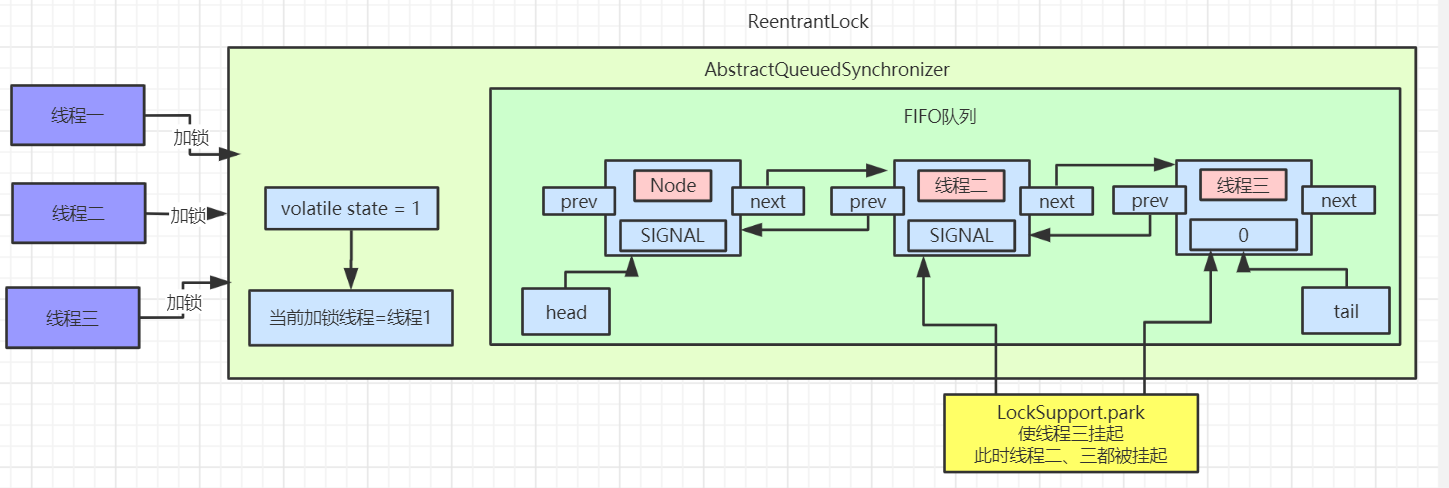 ReentrantLock
AbstractQueuedSynchronizer
FIFO队列
线程一
加锁
线程二
加锁
线程三
加锁
volatile state = 1
当前加锁线程=线程1
Node
prev
next
SIGNAL
head
线程二
prev
next
SIGNAL
线程三
prev
next
0
tail
LockSupport.park
使线程三挂起
此时线程二、三都被挂起